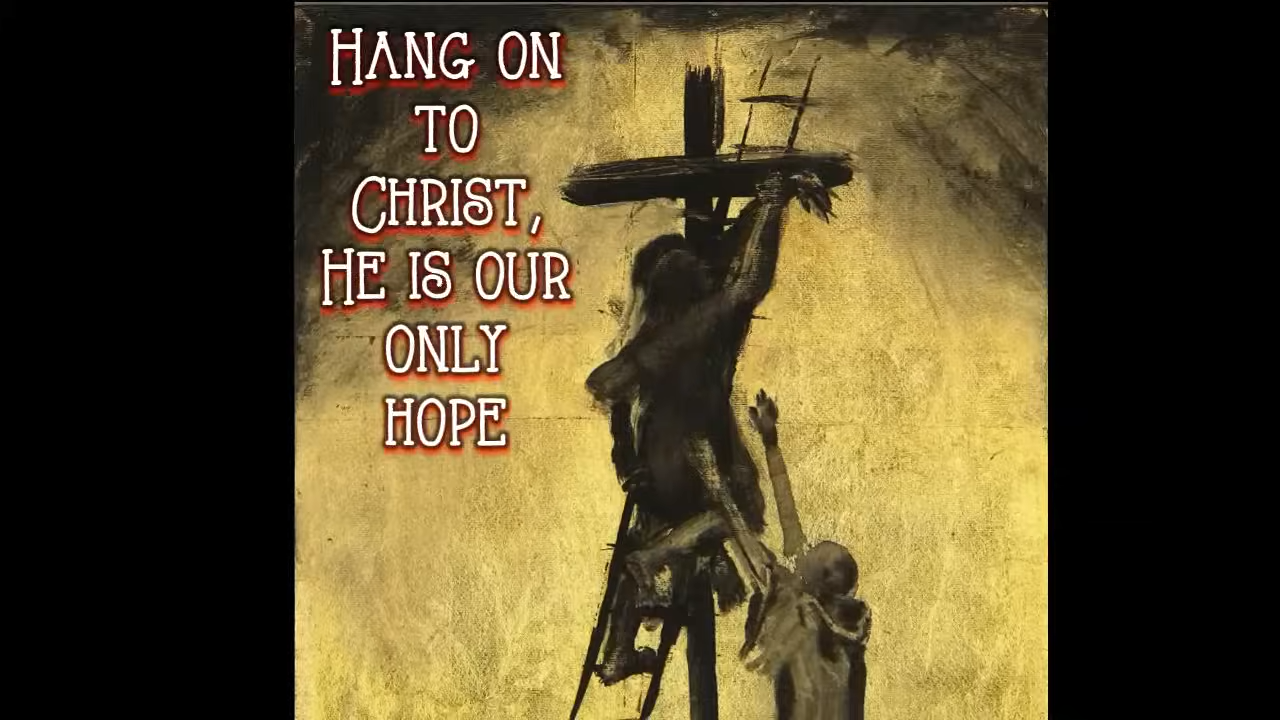 Hang on
to
Christ,
He is our
only
hope